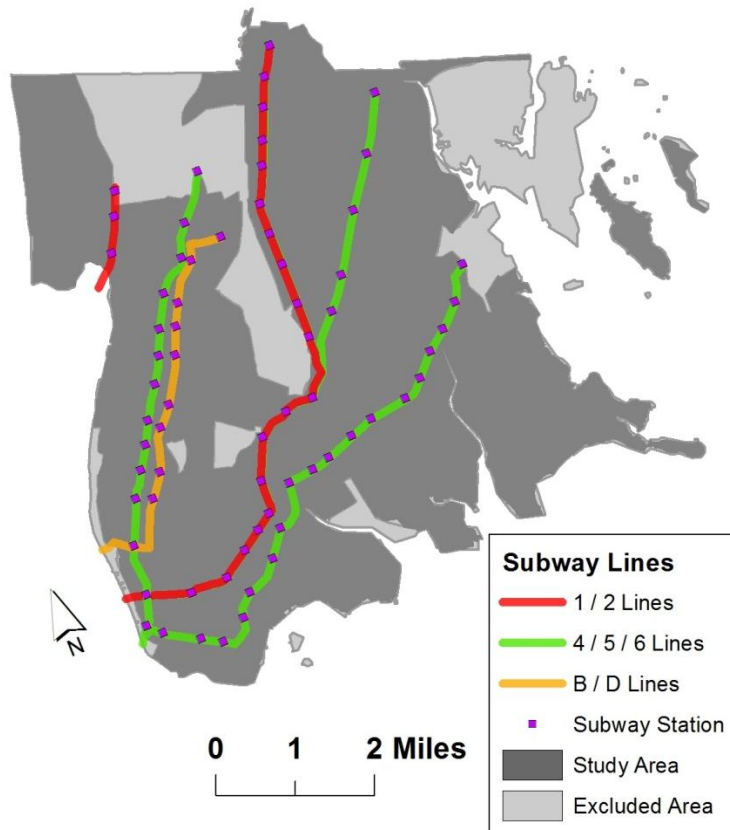 N
0 1 2 Miles
Subway Lines
1 / 2 Lines
4 / 5 / 6 Lines
B / D Lines
Subway Station
Study Area
Excluded Area